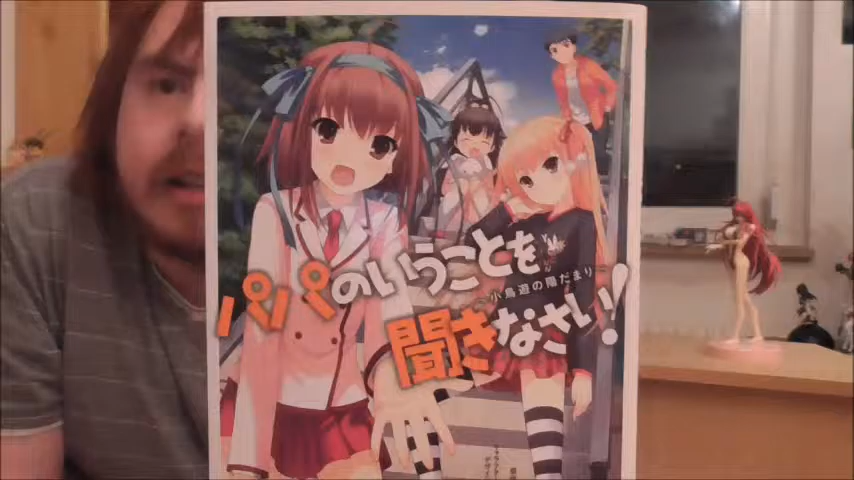 パパのいうことを
小鳥遊の陽だまり
聞きなさい!